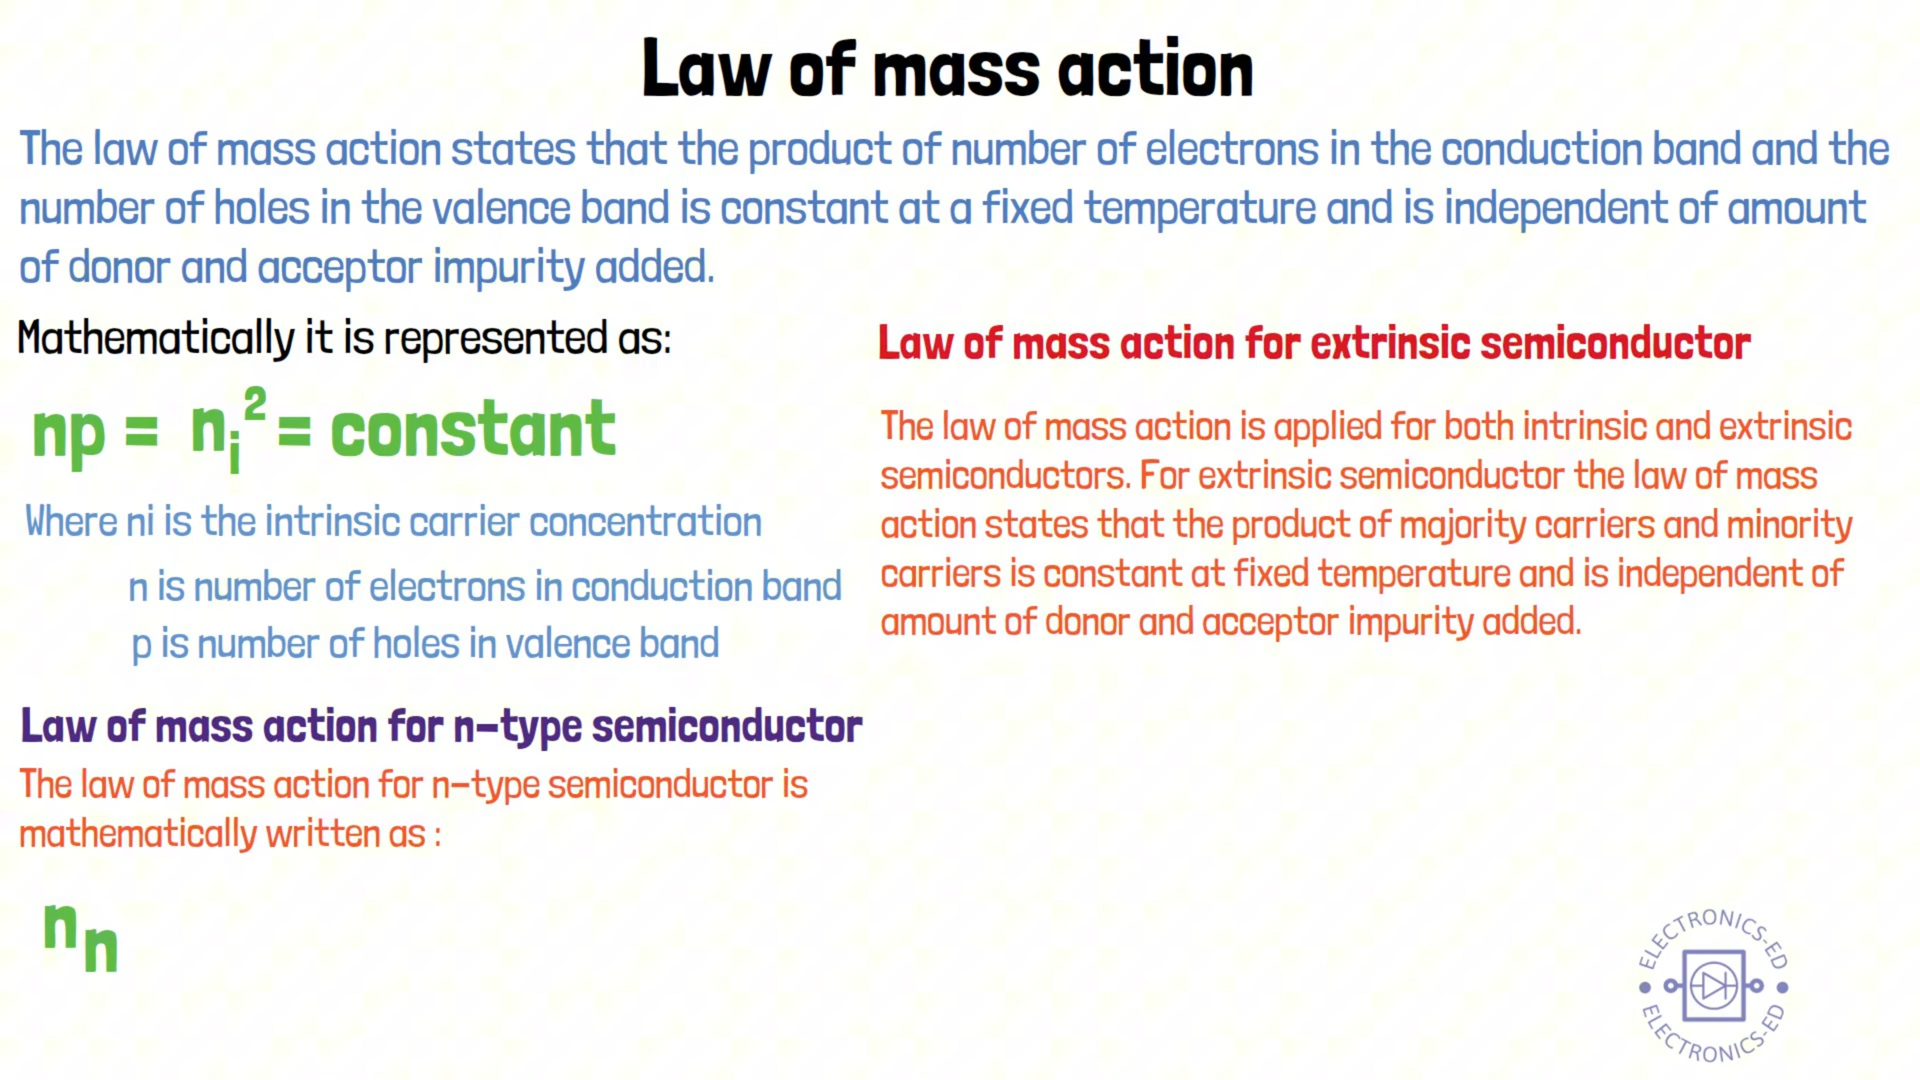 Law of mass action
The law of mass action states that the product of number of electrons in the conduction band and the
number of holes in the valence band is constant at a fixed temperature and is independent of amount
of donor and acceptor impurity added.
Mathematically it is represented as:
np = nᵢ² = constant
Where ni is the intrinsic carrier concentration
n is number of electrons in conduction band
p is number of holes in valence band
Law of mass action for n-type semiconductor
The law of mass action for n-type semiconductor is
mathematically written as :
nₙ
Law of mass action for extrinsic semiconductor
The law of mass action is applied for both intrinsic and extrinsic
semiconductors. For extrinsic semiconductor the law of mass
action states that the product of majority carriers and minority
carriers is constant at fixed temperature and is independent of
amount of donor and acceptor impurity added.
ELECTRONICS-ED
ELECTRONICS-ED